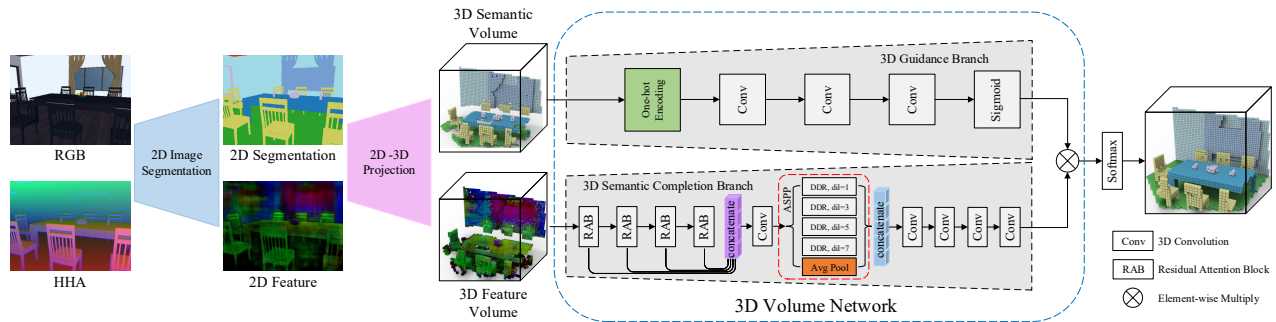 RGB
HHA
2D Image
Segmentation
2D Segmentation
2D Feature
2D -3D
Projection
3D Semantic
Volume
3D Feature
Volume
3D Guidance Branch
One-hot
Encoding
Conv
Conv
Conv
Sigmoid
3D Semantic Completion Branch
RAB
RAB
RAB
RAB
concatenate
Conv
ASPP
DDR, dil=1
DDR, dil=3
DDR, dil=5
DDR, dil=7
Avg Pool
concatenate
Conv
Conv
Conv
Conv
3D Volume Network
Softmax
Conv
3D Convolution
RAB
Residual Attention Block
Element-wise Multiply